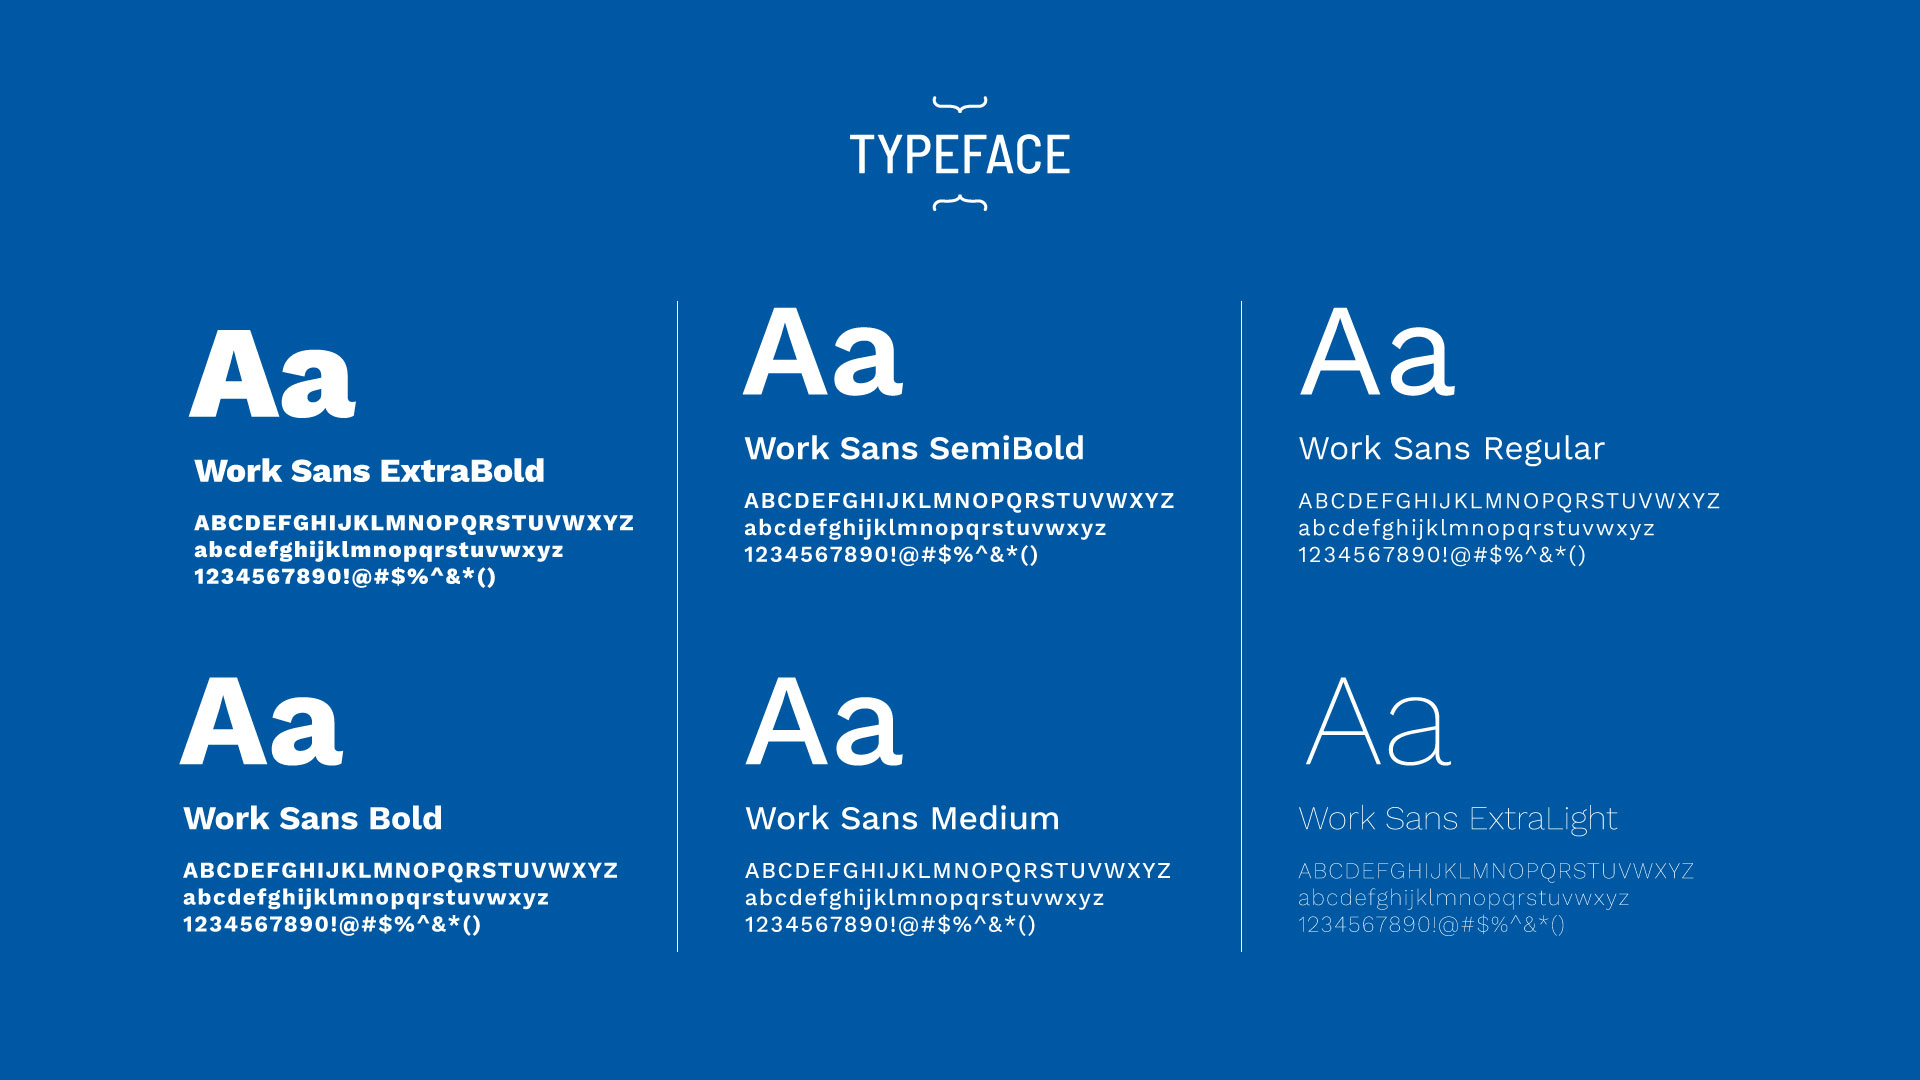 TYPEFACE
Aa
Work Sans ExtraBold
ABCDEFGHIJKLMNOPQRSTUVWXYZ
abcdefghijklmnopqrstuvwxyz
1234567890!@#$%^&*()
Aa
Work Sans Bold
ABCDEFGHIJKLMNOPQRSTUVWXYZ
abcdefghijklmnopqrstuvwxyz
1234567890!@#$%^&*()
Aa
Work Sans SemiBold
ABCDEFGHIJKLMNOPQRSTUVWXYZ
abcdefghijklmnopqrstuvwxyz
1234567890!@#$%^&*()
Aa
Work Sans Medium
ABCDEFGHIJKLMNOPQRSTUVWXYZ
abcdefghijklmnopqrstuvwxyz
1234567890!@#$%^&*()
Aa
Work Sans Regular
ABCDEFGHIJKLMNOPQRSTUVWXYZ
abcdefghijklmnopqrstuvwxyz
1234567890!@#$%^&*()
Aa
Work Sans ExtraLight
ABCDEFGHIJKLMNOPQRSTUVWXYZ
abcdefghijklmnopqrstuvwxyz
1234567890!@#$%^&*()